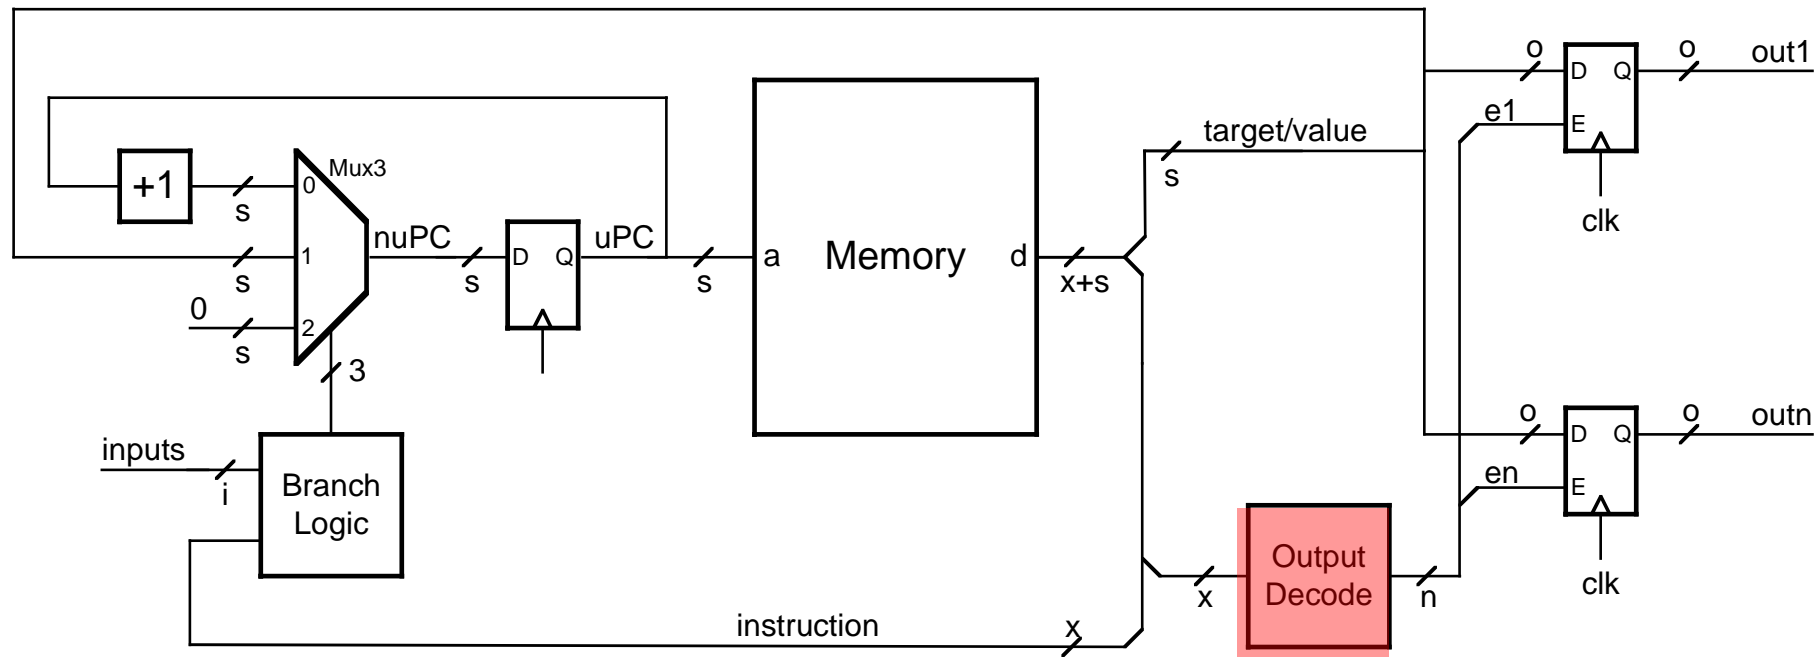 o
o
out1
D
Q
e1
E
clk
target/value
s
+1
s
Mux3
0
1
2
s
0
s
3
nuPC
s
D
Q
uPC
s
a
Memory
d
x+s
inputs
i
Branch
Logic
instruction
x
x
Output
Decode
n
o
o
outn
D
Q
en
E
clk